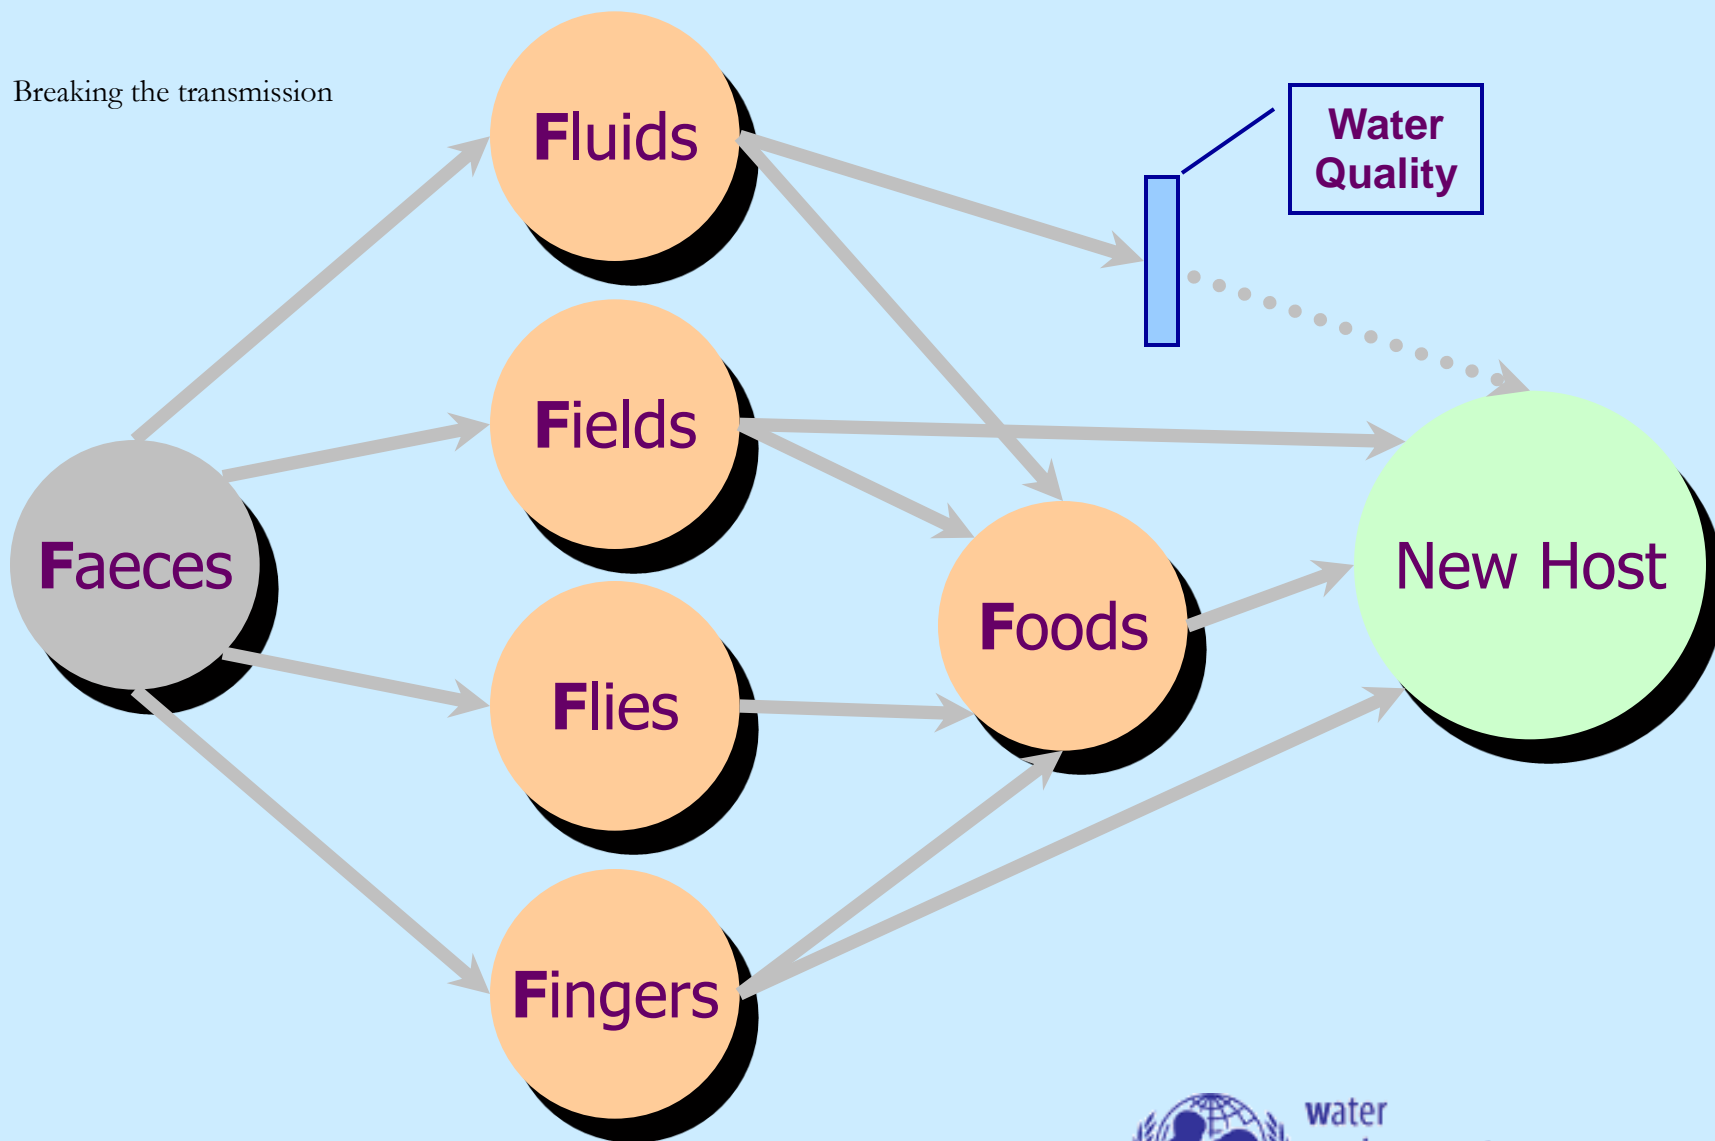 Breaking the transmission
Fluids
Water
Quality
Fields
Faeces
New Host
Foods
Flies
Fingers
water